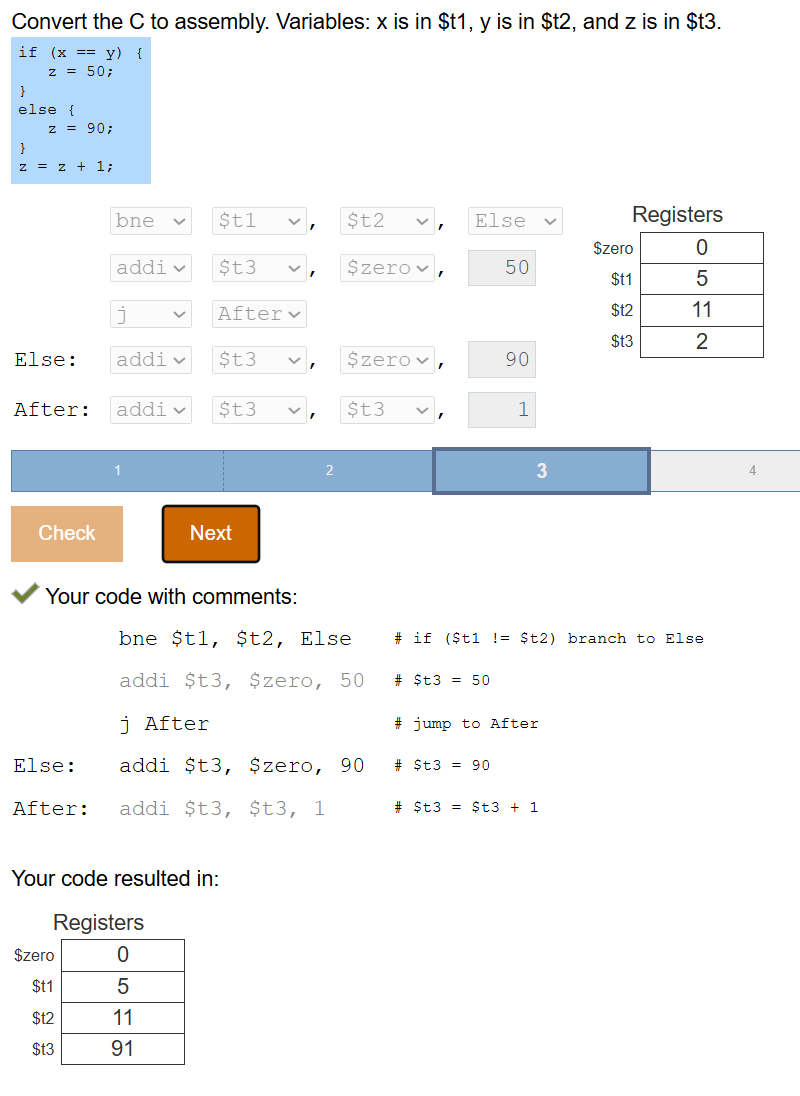 Convert the C to assembly. Variables: x is in $t1, y is in $t2, and z is in $t3.
if (x == y) {
   z = 50;
}
else {
   z = 90;
}
z = z + 1;
bne $t1, $t2, Else
addi $t3, $zero, 50
j After
Else: addi $t3, $zero, 90
After: addi $t3, $t3, 1
Registers
$zero 0
$t1 5
$t2 11
$t3 2
1 2 3 4
Check Next
Your code with comments:
bne $t1, $t2, Else # if ($t1 != $t2) branch to Else
addi $t3, $zero, 50 # $t3 = 50
j After # jump to After
Else: addi $t3, $zero, 90 # $t3 = 90
After: addi $t3, $t3, 1 # $t3 = $t3 + 1
Your code resulted in:
Registers
$zero 0
$t1 5
$t2 11
$t3 91